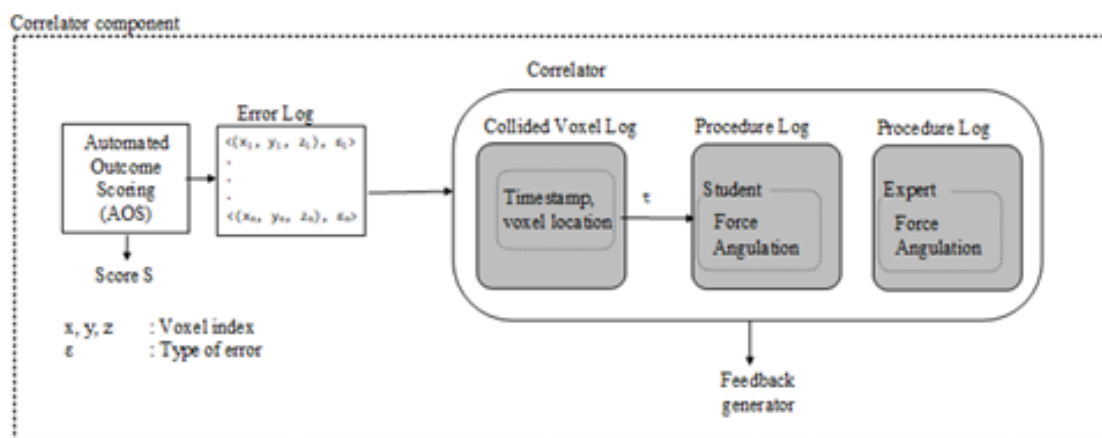 Correlator component
Correlator
Error Log
Collided Voxel Log
Procedure Log
Procedure Log
Automated
Outcome
Scoring
(AOS)
<(x₁, y₁, z₁), ε₁>
.
.
.
<(xₙ, yₙ, zₙ), εₙ>
Timestamp,
voxel location
τ
Student
Force
Angulation
Expert
Force
Angulation
Score S
x, y, z : Voxel index
ε : Type of error
Feedback
generator